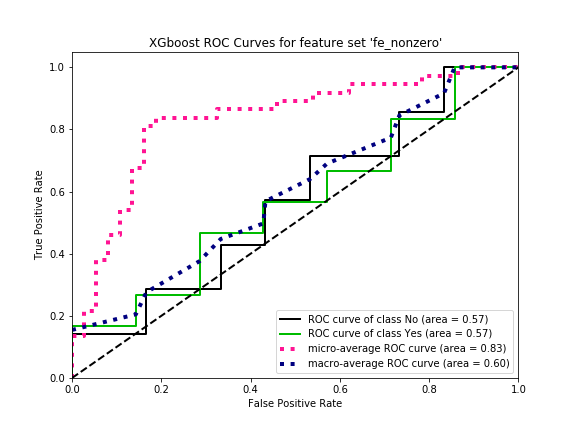 XGboost ROC Curves for feature set 'fe_nonzero'
True Positive Rate
1.0
0.8
0.6
0.4
0.2
0.0
0.0 0.2 0.4 0.6 0.8 1.0
False Positive Rate
ROC curve of class No (area = 0.57)
ROC curve of class Yes (area = 0.57)
micro-average ROC curve (area = 0.83)
macro-average ROC curve (area = 0.60)